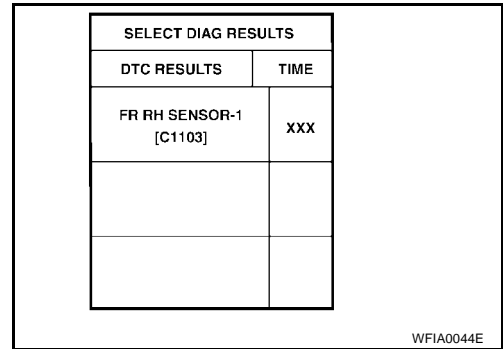 SELECT DIAG RESULTS
DTC RESULTS TIME
FR RH SENSOR-1
[C1103]
XXX
WFIA0044E